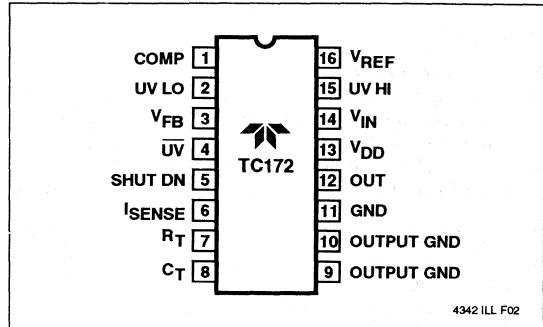 COMP 1 16 VREF
UV LO 2 15 UV HI
VFB 3 14 VIN
UV 4 13 VDD
TC172
SHUT DN 5 12 OUT
ISENSE 6 11 GND
RT 7 10 OUTPUT GND
CT 8 9 OUTPUT GND
4342 ILL F02